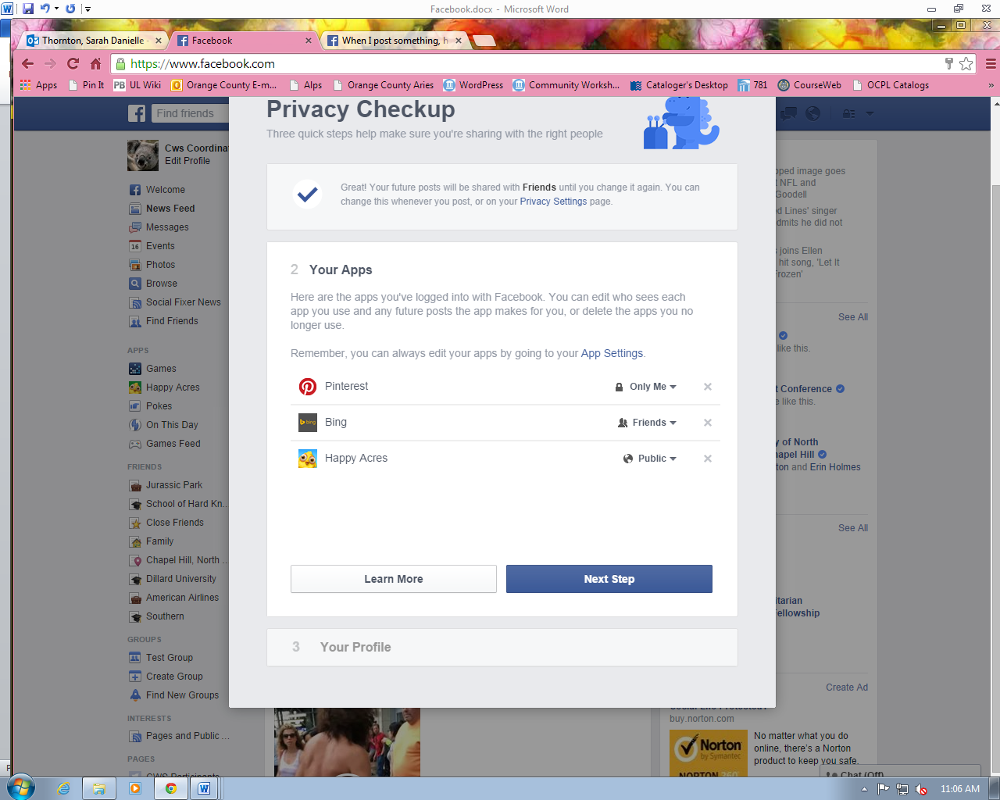 Facebook.docx - Microsoft Word
Thornton, Sarah Danielle -
Facebook
When I post something, h
https://www.facebook.com
Apps
Pin It
UL Wiki
Orange County E-m...
Alps
Orange County Aries
WordPress
Community Worksh...
Cataloger's Desktop
781
CourseWeb
OCPL Catalogs
»
Find friends
Cws Coordina
Edit Profile
Welcome
News Feed
Messages
16
Events
Photos
Browse
Social Fixer News
Find Friends
APPS
Games
Happy Acres
Pokes
On This Day
Games Feed
FRIENDS
Jurassic Park
School of Hard Kn...
Close Friends
Family
Chapel Hill, North ...
Dillard University
American Airlines
Southern
GROUPS
Test Group
Create Group
Find New Groups
INTERESTS
Pages and Public ...
PAGES
CWS Participants
Privacy Checkup
Three quick steps help make sure you're sharing with the right people
Great! Your future posts will be shared with Friends until you change it again. You can
change this whenever you post, or on your Privacy Settings page.
2 Your Apps
Here are the apps you've logged into with Facebook. You can edit who sees each
app you use and any future posts the app makes for you, or delete the apps you no
longer use.
Remember, you can always edit your apps by going to your App Settings.
Pinterest
Only Me
bing
Bing
Friends
Happy Acres
Public
Learn More
Next Step
3 Your Profile
pped image goes
NFL and
Goodell
d Lines' singer
dmits he did not
joins Ellen
hit song, 'Let It
Frozen'
See All
like this.
t Conference
like this.
y of North
hapel Hill
ton and Erin Holmes
See All
itarian
ellowship
Create Ad
buy.norton.com
Norton
by Symantec
NORTON 360
No matter what you do
online, there's a Norton
product to keep you safe.
Chat (Off)
11:06 AM